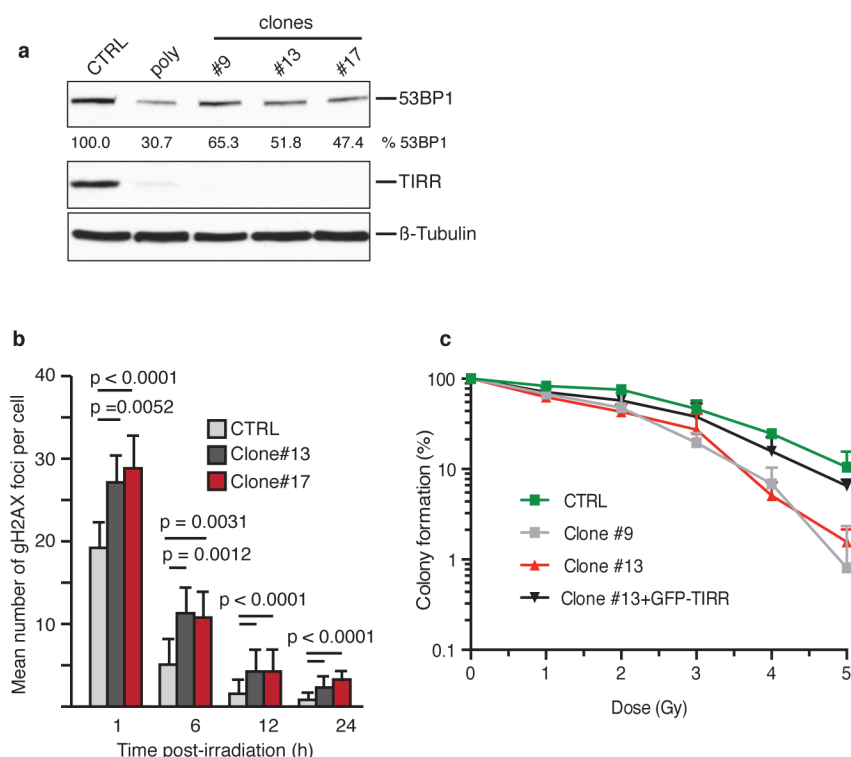 a
clones
CTRL poly #9 #13 #17
53BP1
100.0 30.7 65.3 51.8 47.4 % 53BP1
TIRR
ß-Tubulin
b
Mean number of gH2AX foci per cell
40
30
20
10
p < 0.0001
p =0.0052
CTRL
Clone#13
Clone#17
p = 0.0031
p = 0.0012
p < 0.0001
p < 0.0001
1 6 12 24
Time post-irradiation (h)
c
Colony formation (%)
100
10
1
0.1
CTRL
Clone #9
Clone #13
Clone #13+GFP-TIRR
0 1 2 3 4 5
Dose (Gy)